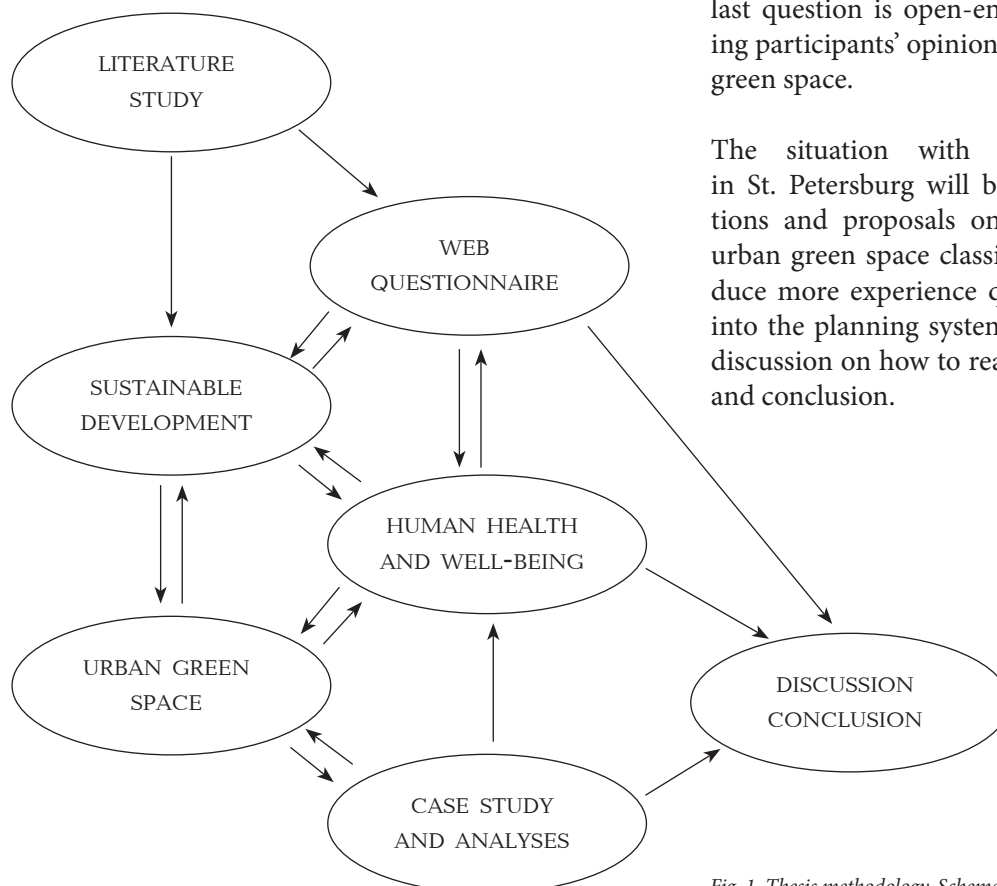 LITERATURE
STUDY
WEB
QUESTIONNAIRE
SUSTAINABLE
DEVELOPMENT
HUMAN HEALTH
AND WELL-BEING
URBAN GREEN
SPACE
DISCUSSION
CONCLUSION
CASE STUDY
AND ANALYSES
last question is open-en
ing participants' opinion
green space.
The situation with
in St. Petersburg will b
tions and proposals on
urban green space classi
duce more experience q
into the planning system
discussion on how to rea
and conclusion.
Fig. 1. Thesis methodology. Scheme